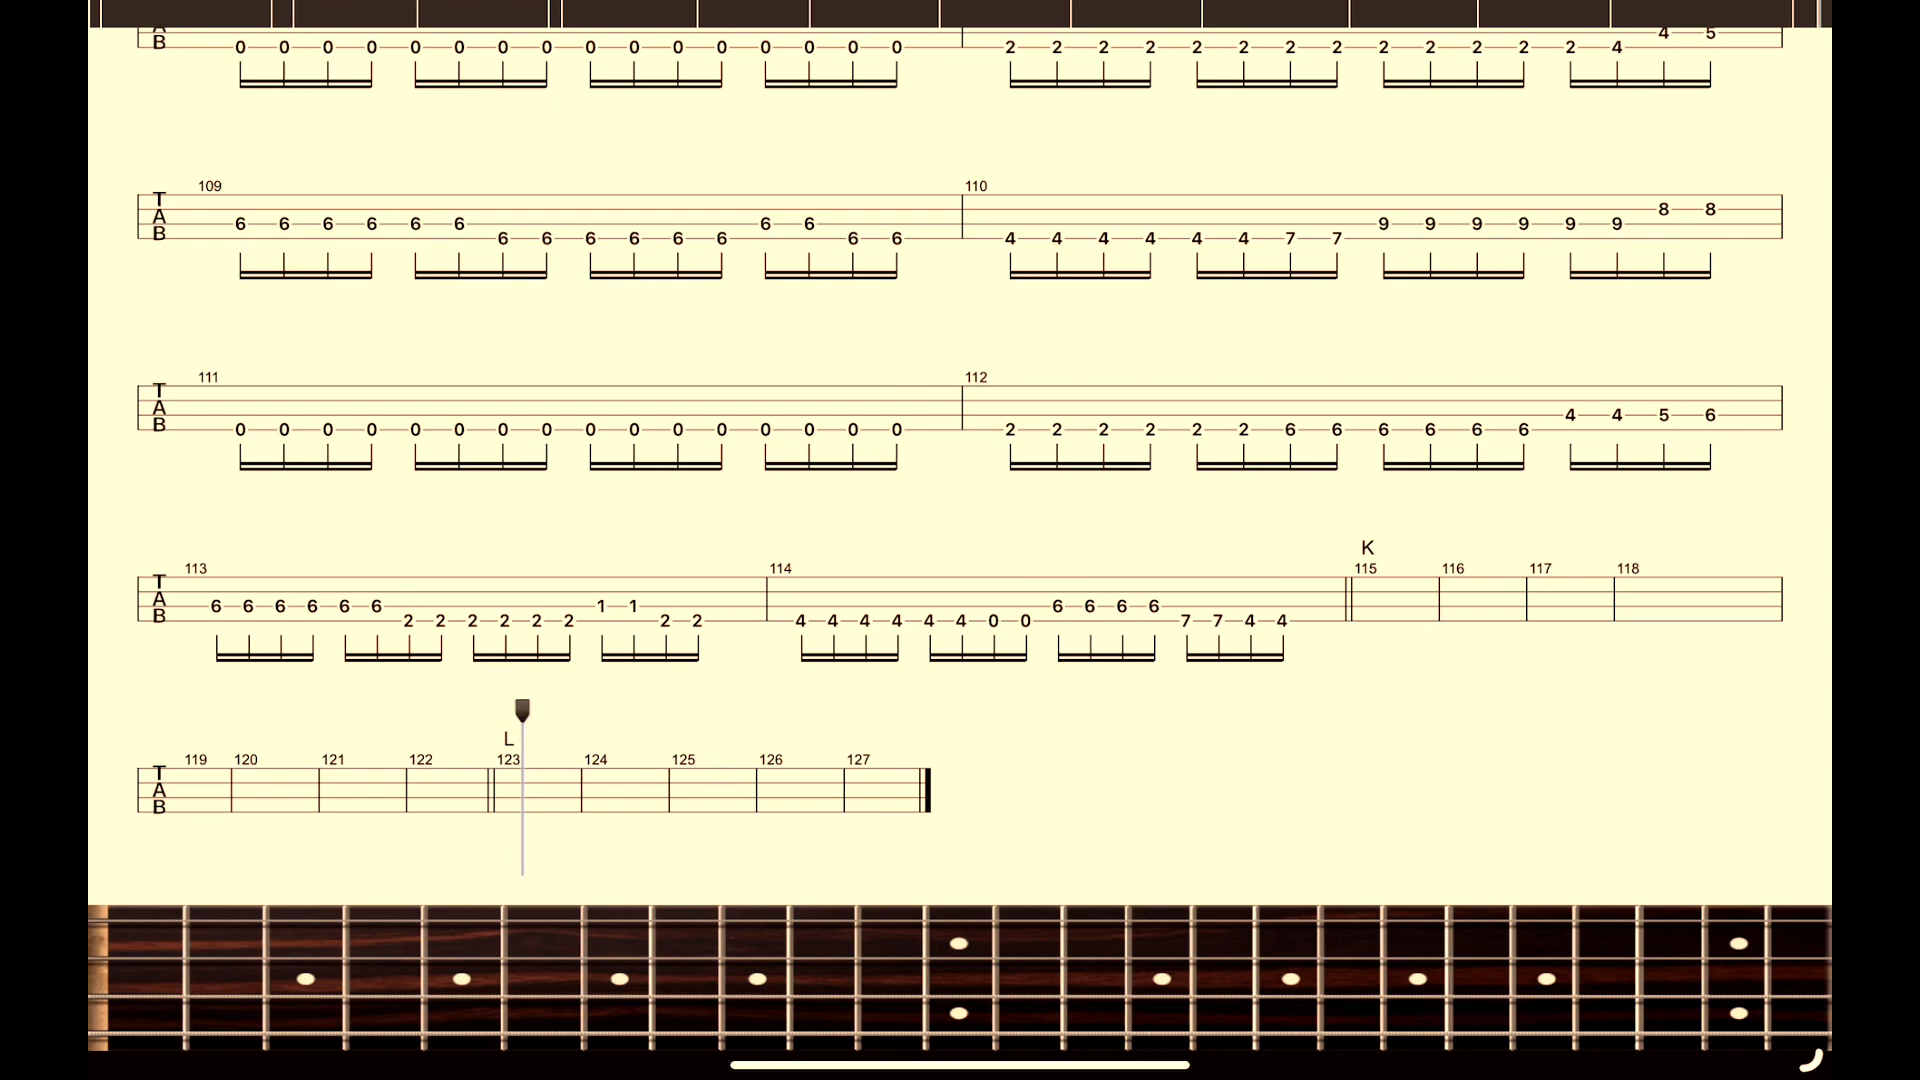 B 0 0 0 0 0 0 0 0 0 0 0 0 0 0 0 0 2 2 2 2 2 2 2 2 2 2 2 2 2 4 4 5
109 110
T
A 6 6 6 6 6 6 6 6 9 9 9 9 9 9 8 8
B 6 6 6 6 6 6 6 6 4 4 4 4 4 4 7 7
111 112
T
A 4 4 5 6
B 0 0 0 0 0 0 0 0 0 0 0 0 0 0 0 0 2 2 2 2 2 2 6 6 6 6 6 6
K
113 114 115 116 117 118
T
A 6 6 6 6 6 6 1 1 6 6 6 6
B 2 2 2 2 2 2 2 2 4 4 4 4 4 4 0 0 7 7 4 4
L
119 120 121 122 123 124 125 126 127
T
A
B